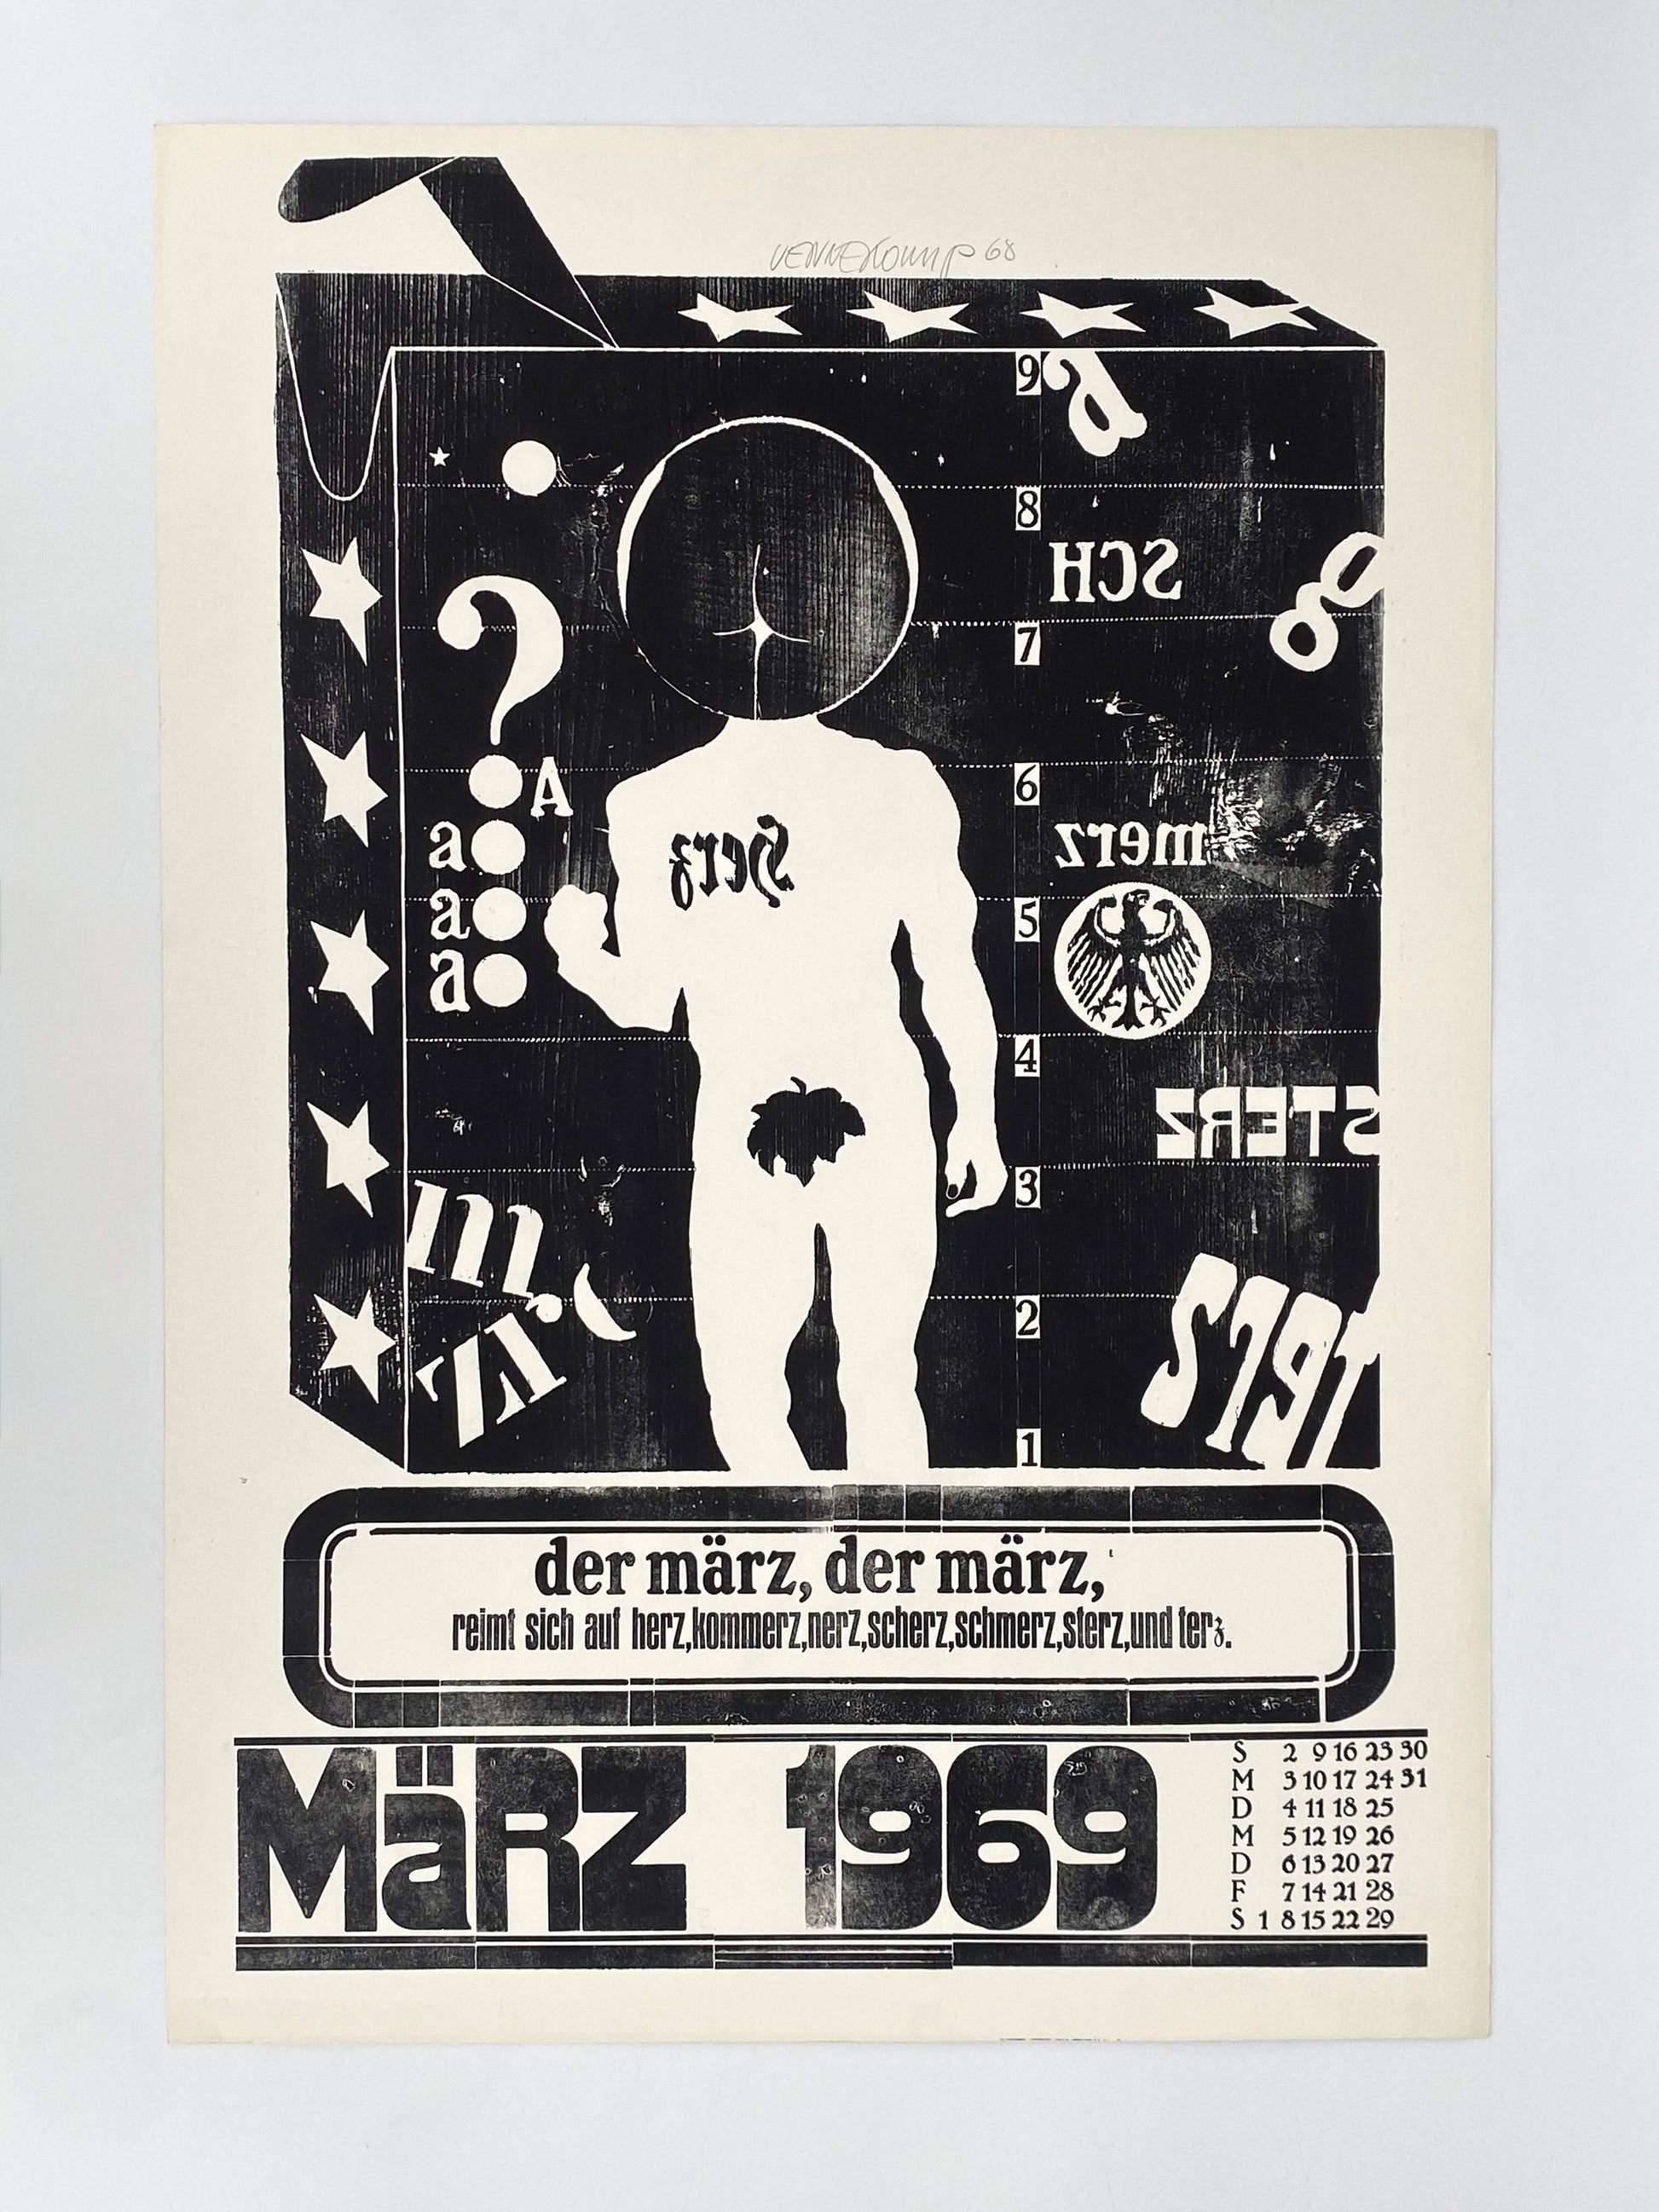 VENNEKAMP 68
9
8
SCH
g
7
?
A
6
a
a
a
Herz
merz
5
4
STERZ
3
m
zi
2
1
der märz, der märz,
reimt sich auf herz,kommerz,nerz,scherz,schmerz,sterz,und terz.
MäRZ 1969
S 2 9 16 23 30
M 3 10 17 24 31
D 4 11 18 25
M 5 12 19 26
D 6 13 20 27
F 7 14 21 28
S 1 8 15 22 29